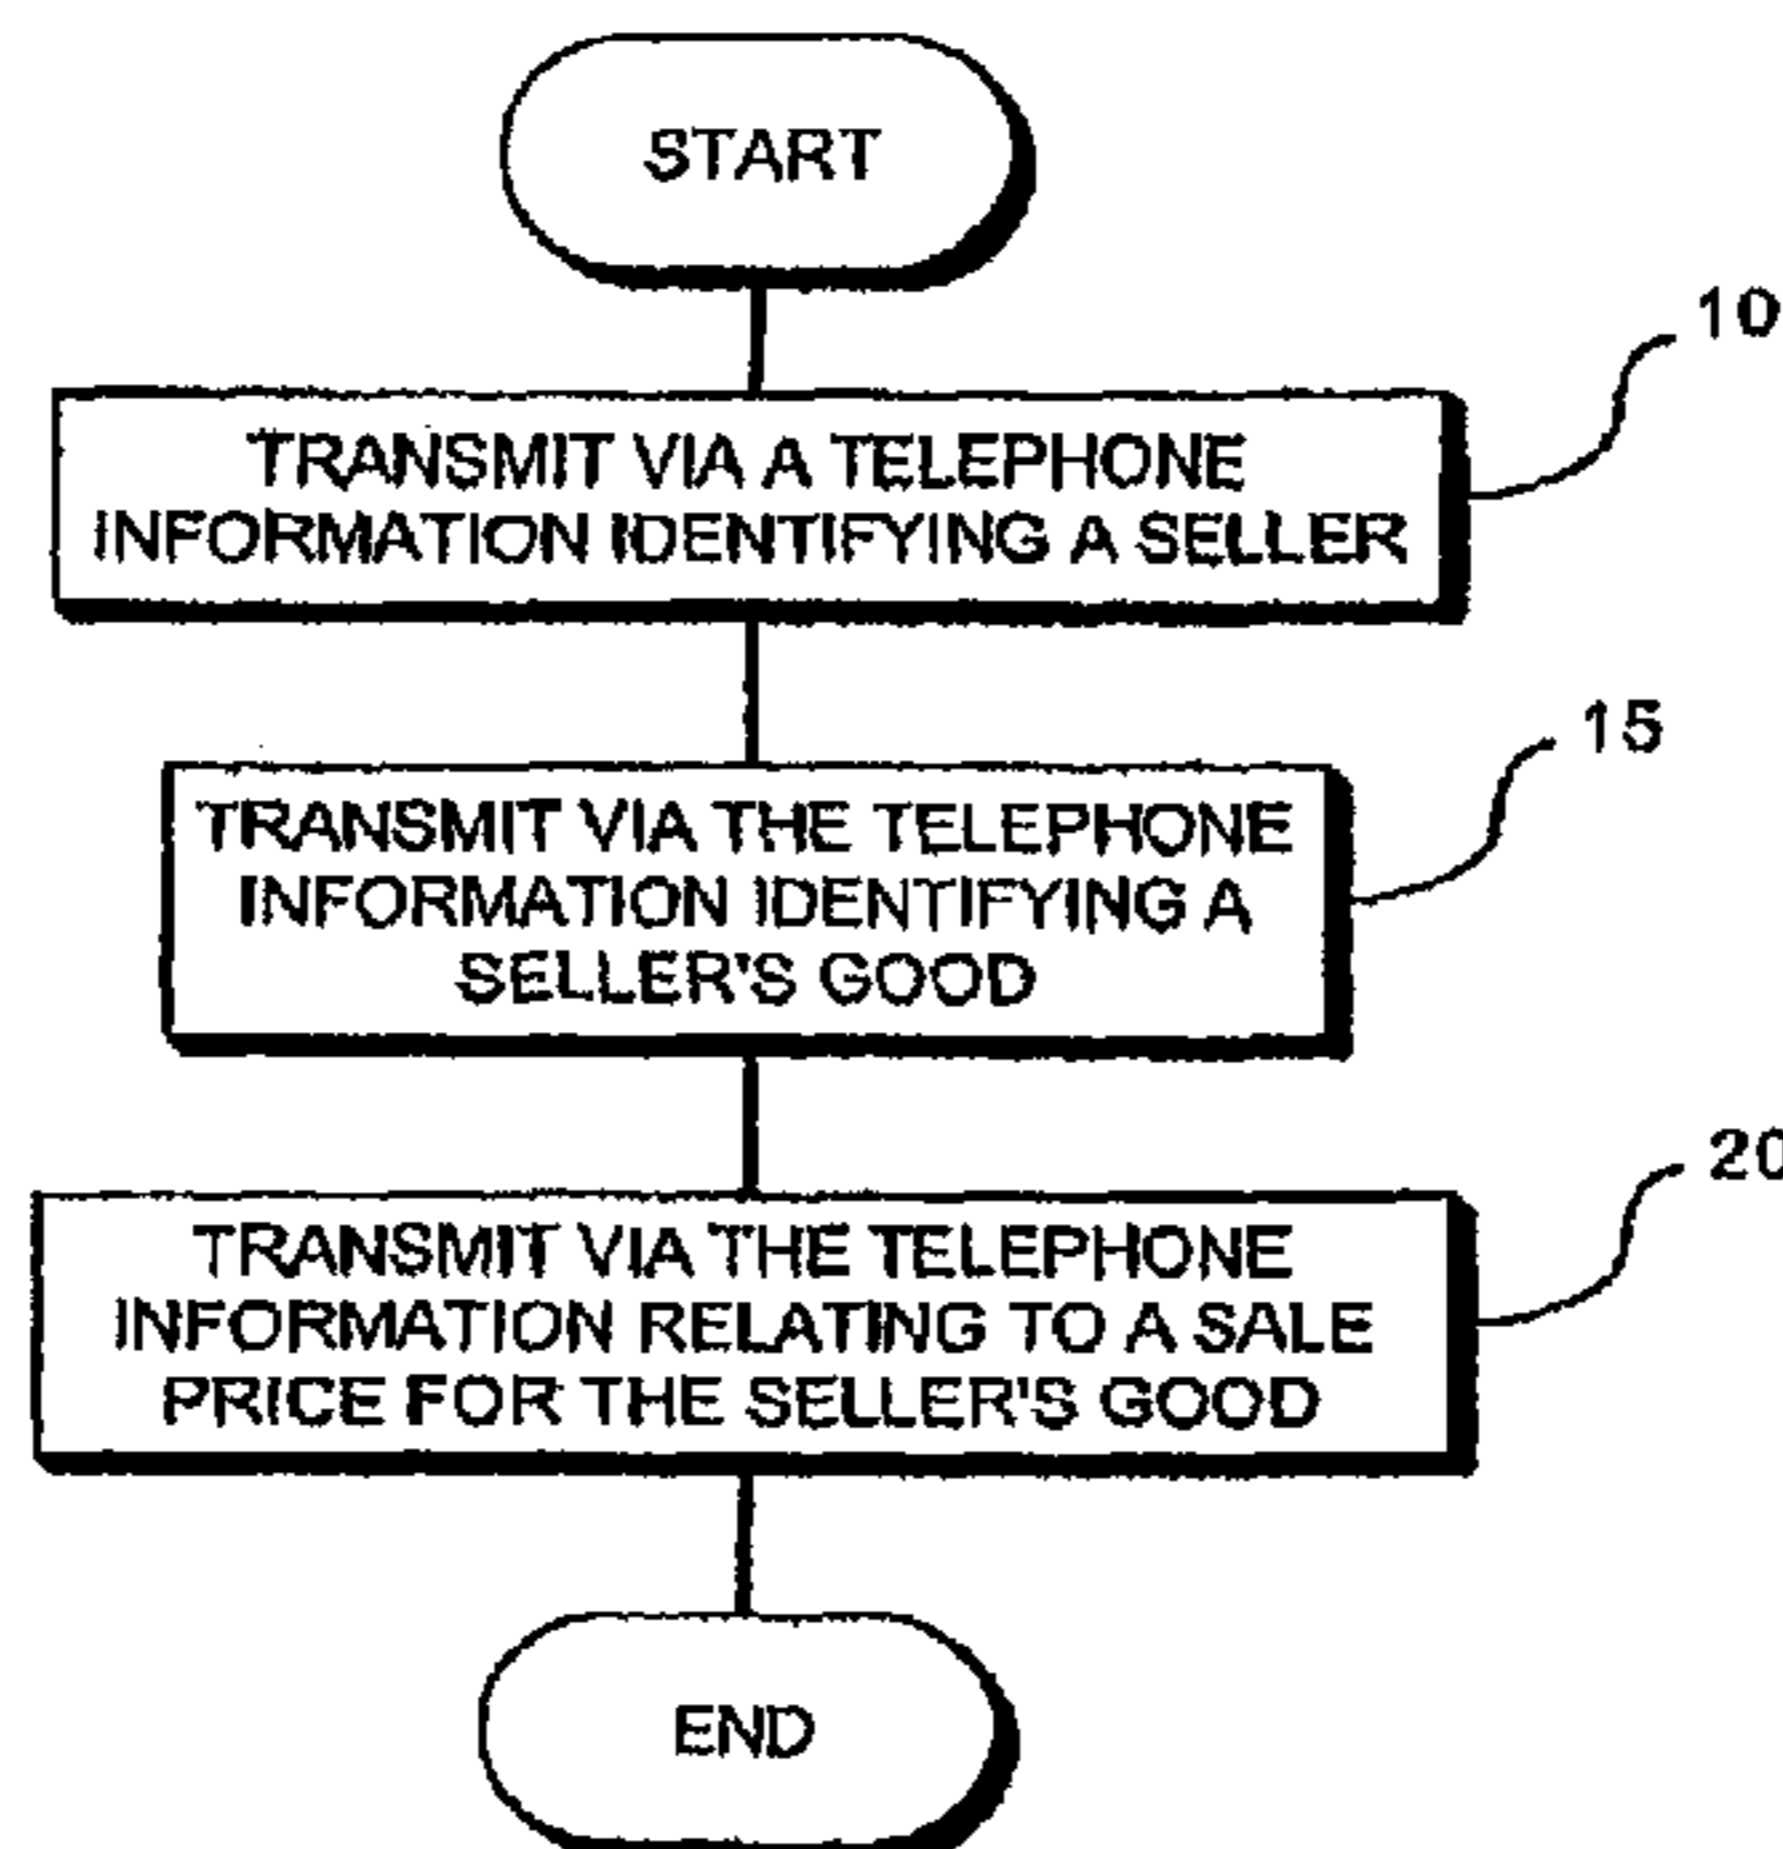 START
10
TRANSMIT VIA A TELEPHONE
INFORMATION IDENTIFYING A SELLER
15
TRANSMIT VIA THE TELEPHONE
INFORMATION IDENTIFYING A
SELLER'S GOOD
20
TRANSMIT VIA THE TELEPHONE
INFORMATION RELATING TO A SALE
PRICE FOR THE SELLER'S GOOD
END